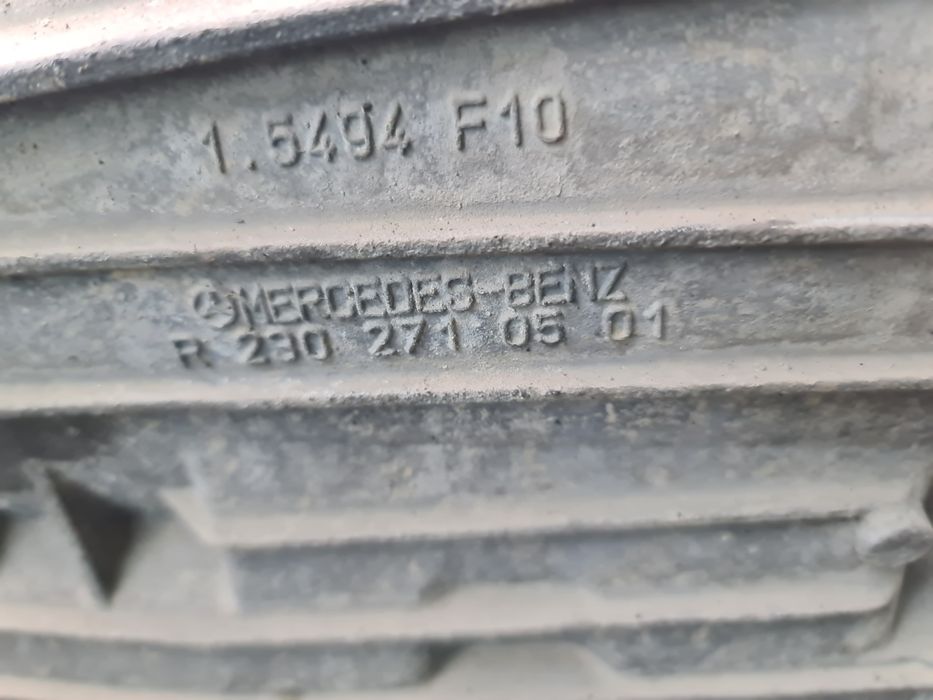 1.5494 F10
MERCEDES-BENZ
R 230 271 05 01